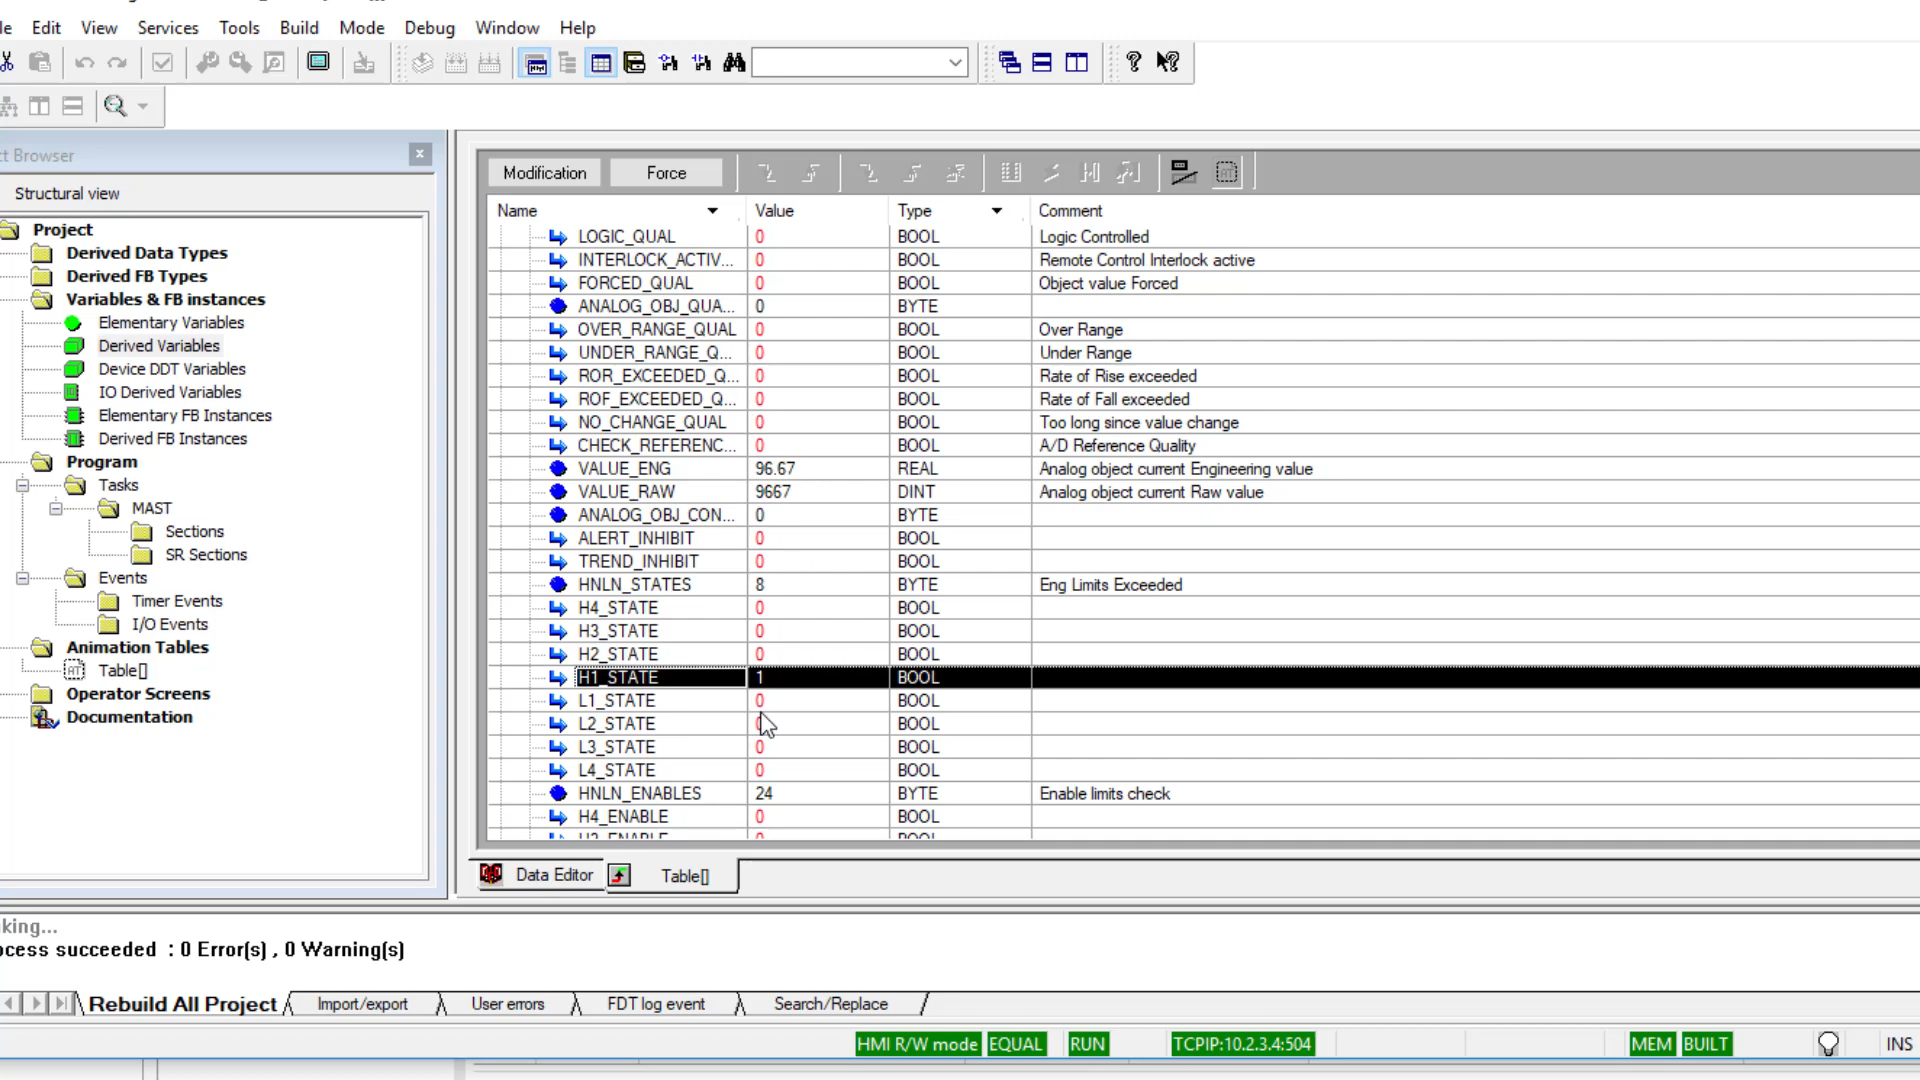 Edit View Services Tools Build Mode Debug Window Help
ct Browser
Structural view
Project
Derived Data Types
Derived FB Types
Variables & FB instances
Elementary Variables
Derived Variables
Device DDT Variables
IO Derived Variables
Elementary FB Instances
Derived FB Instances
Program
Tasks
MAST
Sections
SR Sections
Events
Timer Events
I/O Events
Animation Tables
Table[]
Operator Screens
Documentation
Modification Force
Name Value Type Comment
LOGIC_QUAL 0 BOOL Logic Controlled
INTERLOCK_ACTIV... 0 BOOL Remote Control Interlock active
FORCED_QUAL 0 BOOL Object value Forced
ANALOG_OBJ_QUA... 0 BYTE
OVER_RANGE_QUAL 0 BOOL Over Range
UNDER_RANGE_Q... 0 BOOL Under Range
ROR_EXCEEDED_Q... 0 BOOL Rate of Rise exceeded
ROF_EXCEEDED_Q... 0 BOOL Rate of Fall exceeded
NO_CHANGE_QUAL 0 BOOL Too long since value change
CHECK_REFERENC... 0 BOOL A/D Reference Quality
VALUE_ENG 96.67 REAL Analog object current Engineering value
VALUE_RAW 9667 DINT Analog object current Raw value
ANALOG_OBJ_CON... 0 BYTE
ALERT_INHIBIT 0 BOOL
TREND_INHIBIT 0 BOOL
HNLN_STATES 8 BYTE Eng Limits Exceeded
H4_STATE 0 BOOL
H3_STATE 0 BOOL
H2_STATE 0 BOOL
H1_STATE 1 BOOL
L1_STATE 0 BOOL
L2_STATE 0 BOOL
L3_STATE 0 BOOL
L4_STATE 0 BOOL
HNLN_ENABLES 24 BYTE Enable limits check
H4_ENABLE 0 BOOL
H3_ENABLE 0 BOOL
Data Editor Table[]
king...
ocess succeeded : 0 Error(s) , 0 Warning(s)
Rebuild All Project Import/export User errors FDT log event Search/Replace
HMI R/W mode EQUAL RUN TCPIP:10.2.3.4:504 MEM BUILT INS